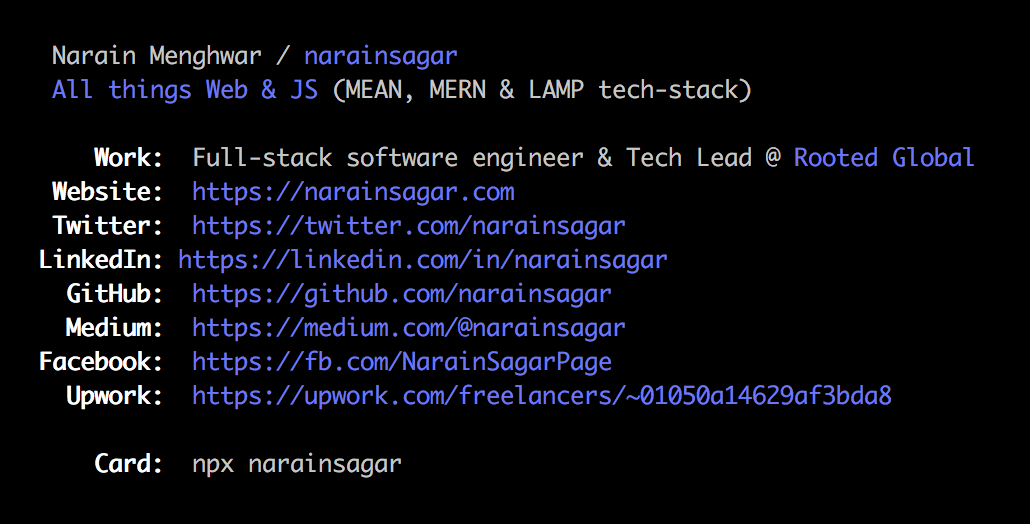 Narain Menghwar / narainsagar
All things Web & JS (MEAN, MERN & LAMP tech-stack)
Work: Full-stack software engineer & Tech Lead @ Rooted Global
Website: https://narainsagar.com
Twitter: https://twitter.com/narainsagar
LinkedIn: https://linkedin.com/in/narainsagar
GitHub: https://github.com/narainsagar
Medium: https://medium.com/@narainsagar
Facebook: https://fb.com/NarainSagarPage
Upwork: https://upwork.com/freelancers/~01050a14629af3bda8
Card: npx narainsagar